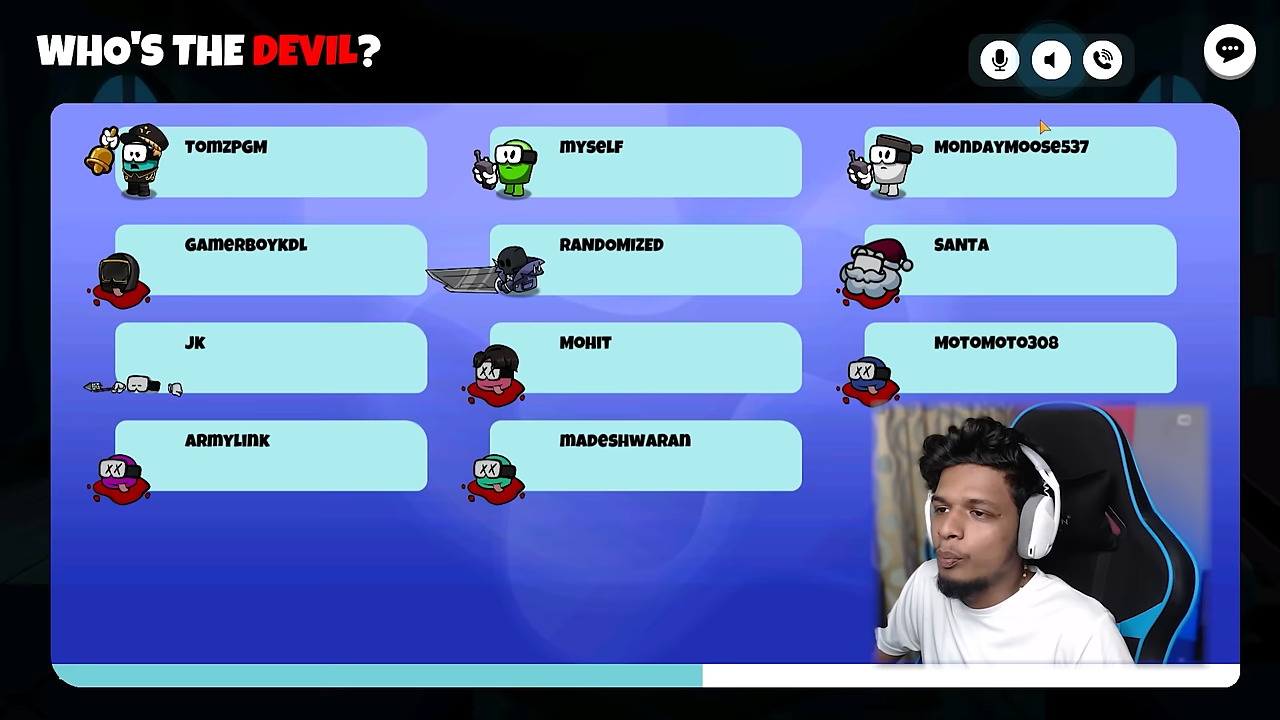 WHO'S THE DEVIL?
TOMZPGM
MYSELF
MONDAYMOOSE537
GAMERBOYKDL
RANDOMIZED
SANTA
JK
MOHIT
MOTOMOTO308
ARMYLINK
MADESHWARAN